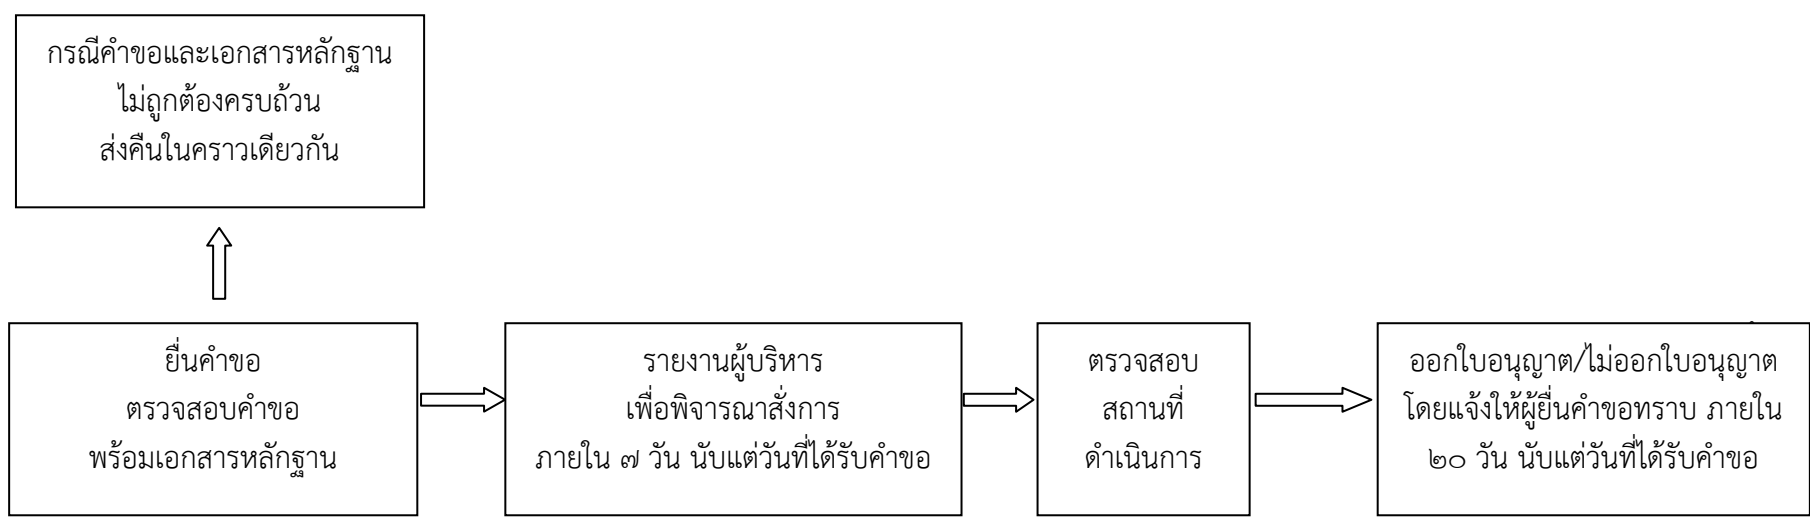 กรณีคำขอและเอกสารหลักฐาน
ไม่ถูกต้องครบถ้วน
ส่งคืนในคราวเดียวกัน
ยื่นคำขอ
ตรวจสอบคำขอ
พร้อมเอกสารหลักฐาน
รายงานผู้บริหาร
เพื่อพิจารณาสั่งการ
ภายใน ๗ วัน นับแต่วันที่ได้รับคำขอ
ตรวจสอบ
สถานที่
ดำเนินการ
ออกใบอนุญาต/ไม่ออกใบอนุญาต
โดยแจ้งให้ผู้ยื่นคำขอทราบ ภายใน
๒๐ วัน นับแต่วันที่ได้รับคำขอ